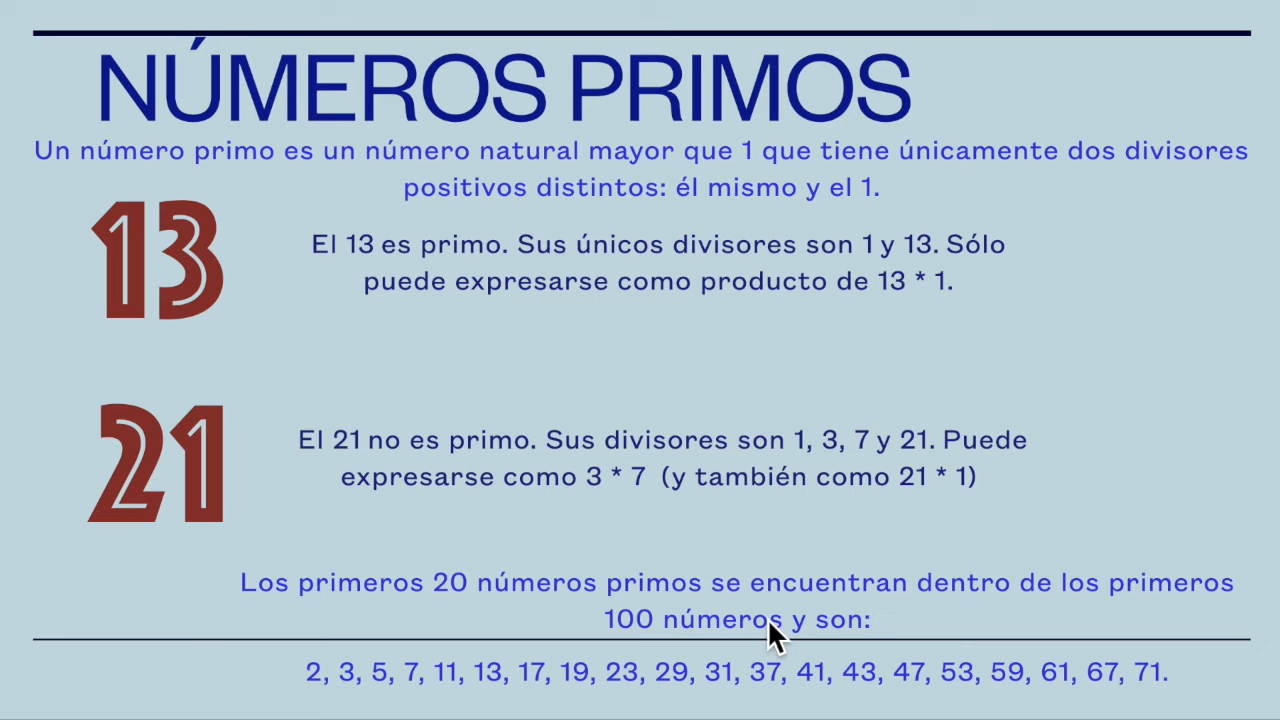 NÚMEROS PRIMOS
Un número primo es un número natural mayor que 1 que tiene únicamente dos divisores
positivos distintos: él mismo y el 1.
13
El 13 es primo. Sus únicos divisores son 1 y 13. Sólo
puede expresarse como producto de 13 * 1.
21
El 21 no es primo. Sus divisores son 1, 3, 7 y 21. Puede
expresarse como 3 * 7 (y también como 21 * 1)
Los primeros 20 números primos se encuentran dentro de los primeros
100 números y son:
2, 3, 5, 7, 11, 13, 17, 19, 23, 29, 31, 37, 41, 43, 47, 53, 59, 61, 67, 71.